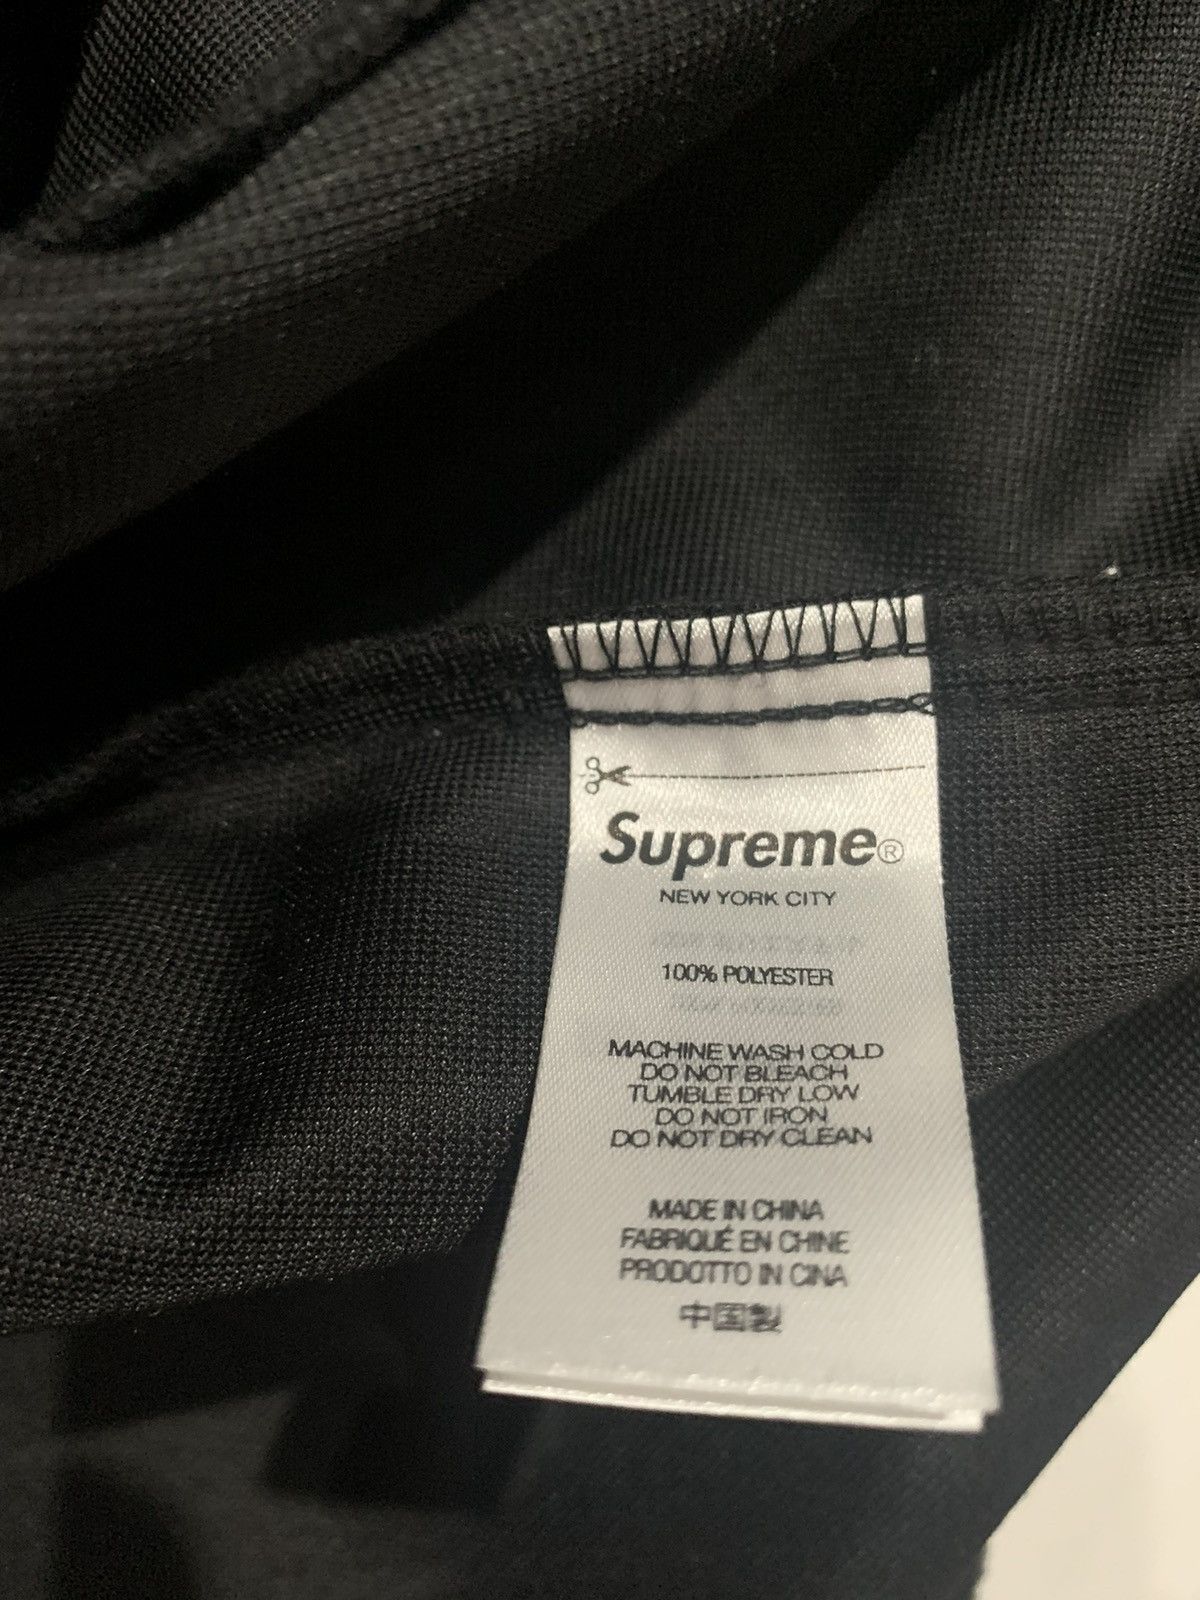 Supreme®
NEW YORK CITY
100% POLYESTER
MACHINE WASH COLD
DO NOT BLEACH
TUMBLE DRY LOW
DO NOT IRON
DO NOT DRY CLEAN
MADE IN CHINA
FABRIQUÉ EN CHINE
PRODOTTO IN CINA
中国製